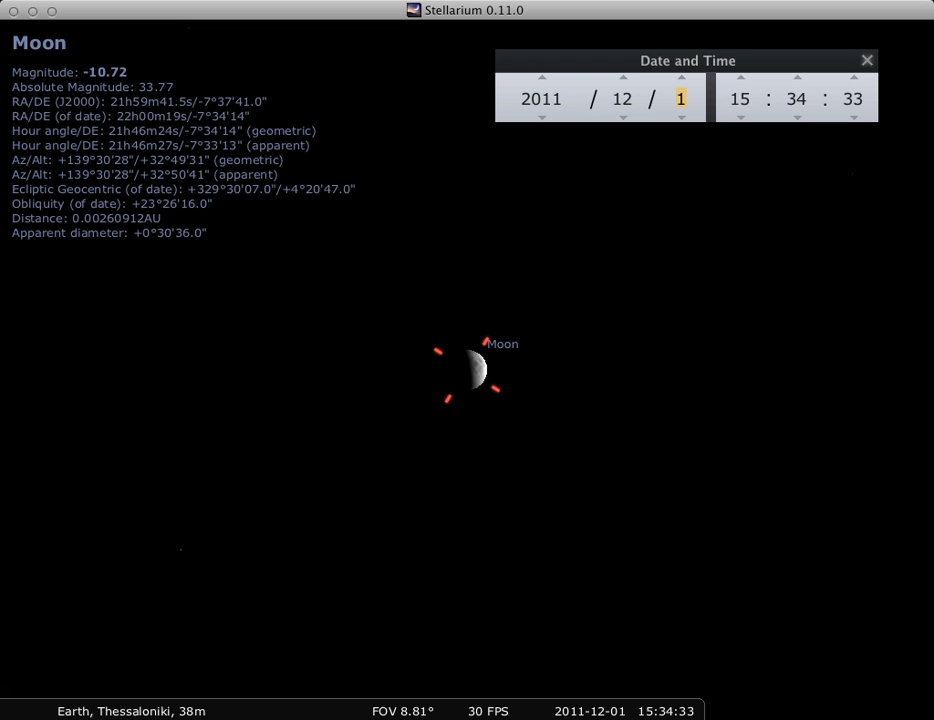 Stellarium 0.11.0
Moon
Magnitude: -10.72
Absolute Magnitude: 33.77
RA/DE (J2000): 21h59m41.5s/-7°37'41.0"
RA/DE (of date): 22h00m19s/-7°34'14"
Hour angle/DE: 21h46m24s/-7°34'14" (geometric)
Hour angle/DE: 21h46m27s/-7°33'13" (apparent)
Az/Alt: +139°30'28"/+32°49'31" (geometric)
Az/Alt: +139°30'28"/+32°50'41" (apparent)
Ecliptic Geocentric (of date): +329°30'07.0"/+4°20'47.0"
Obliquity (of date): +23°26'16.0"
Distance: 0.00260912AU
Apparent diameter: +0°30'36.0"
Date and Time
2011 / 12 / 1 15 : 34 : 33
Moon
Earth, Thessaloniki, 38m FOV 8.81° 30 FPS 2011-12-01 15:34:33